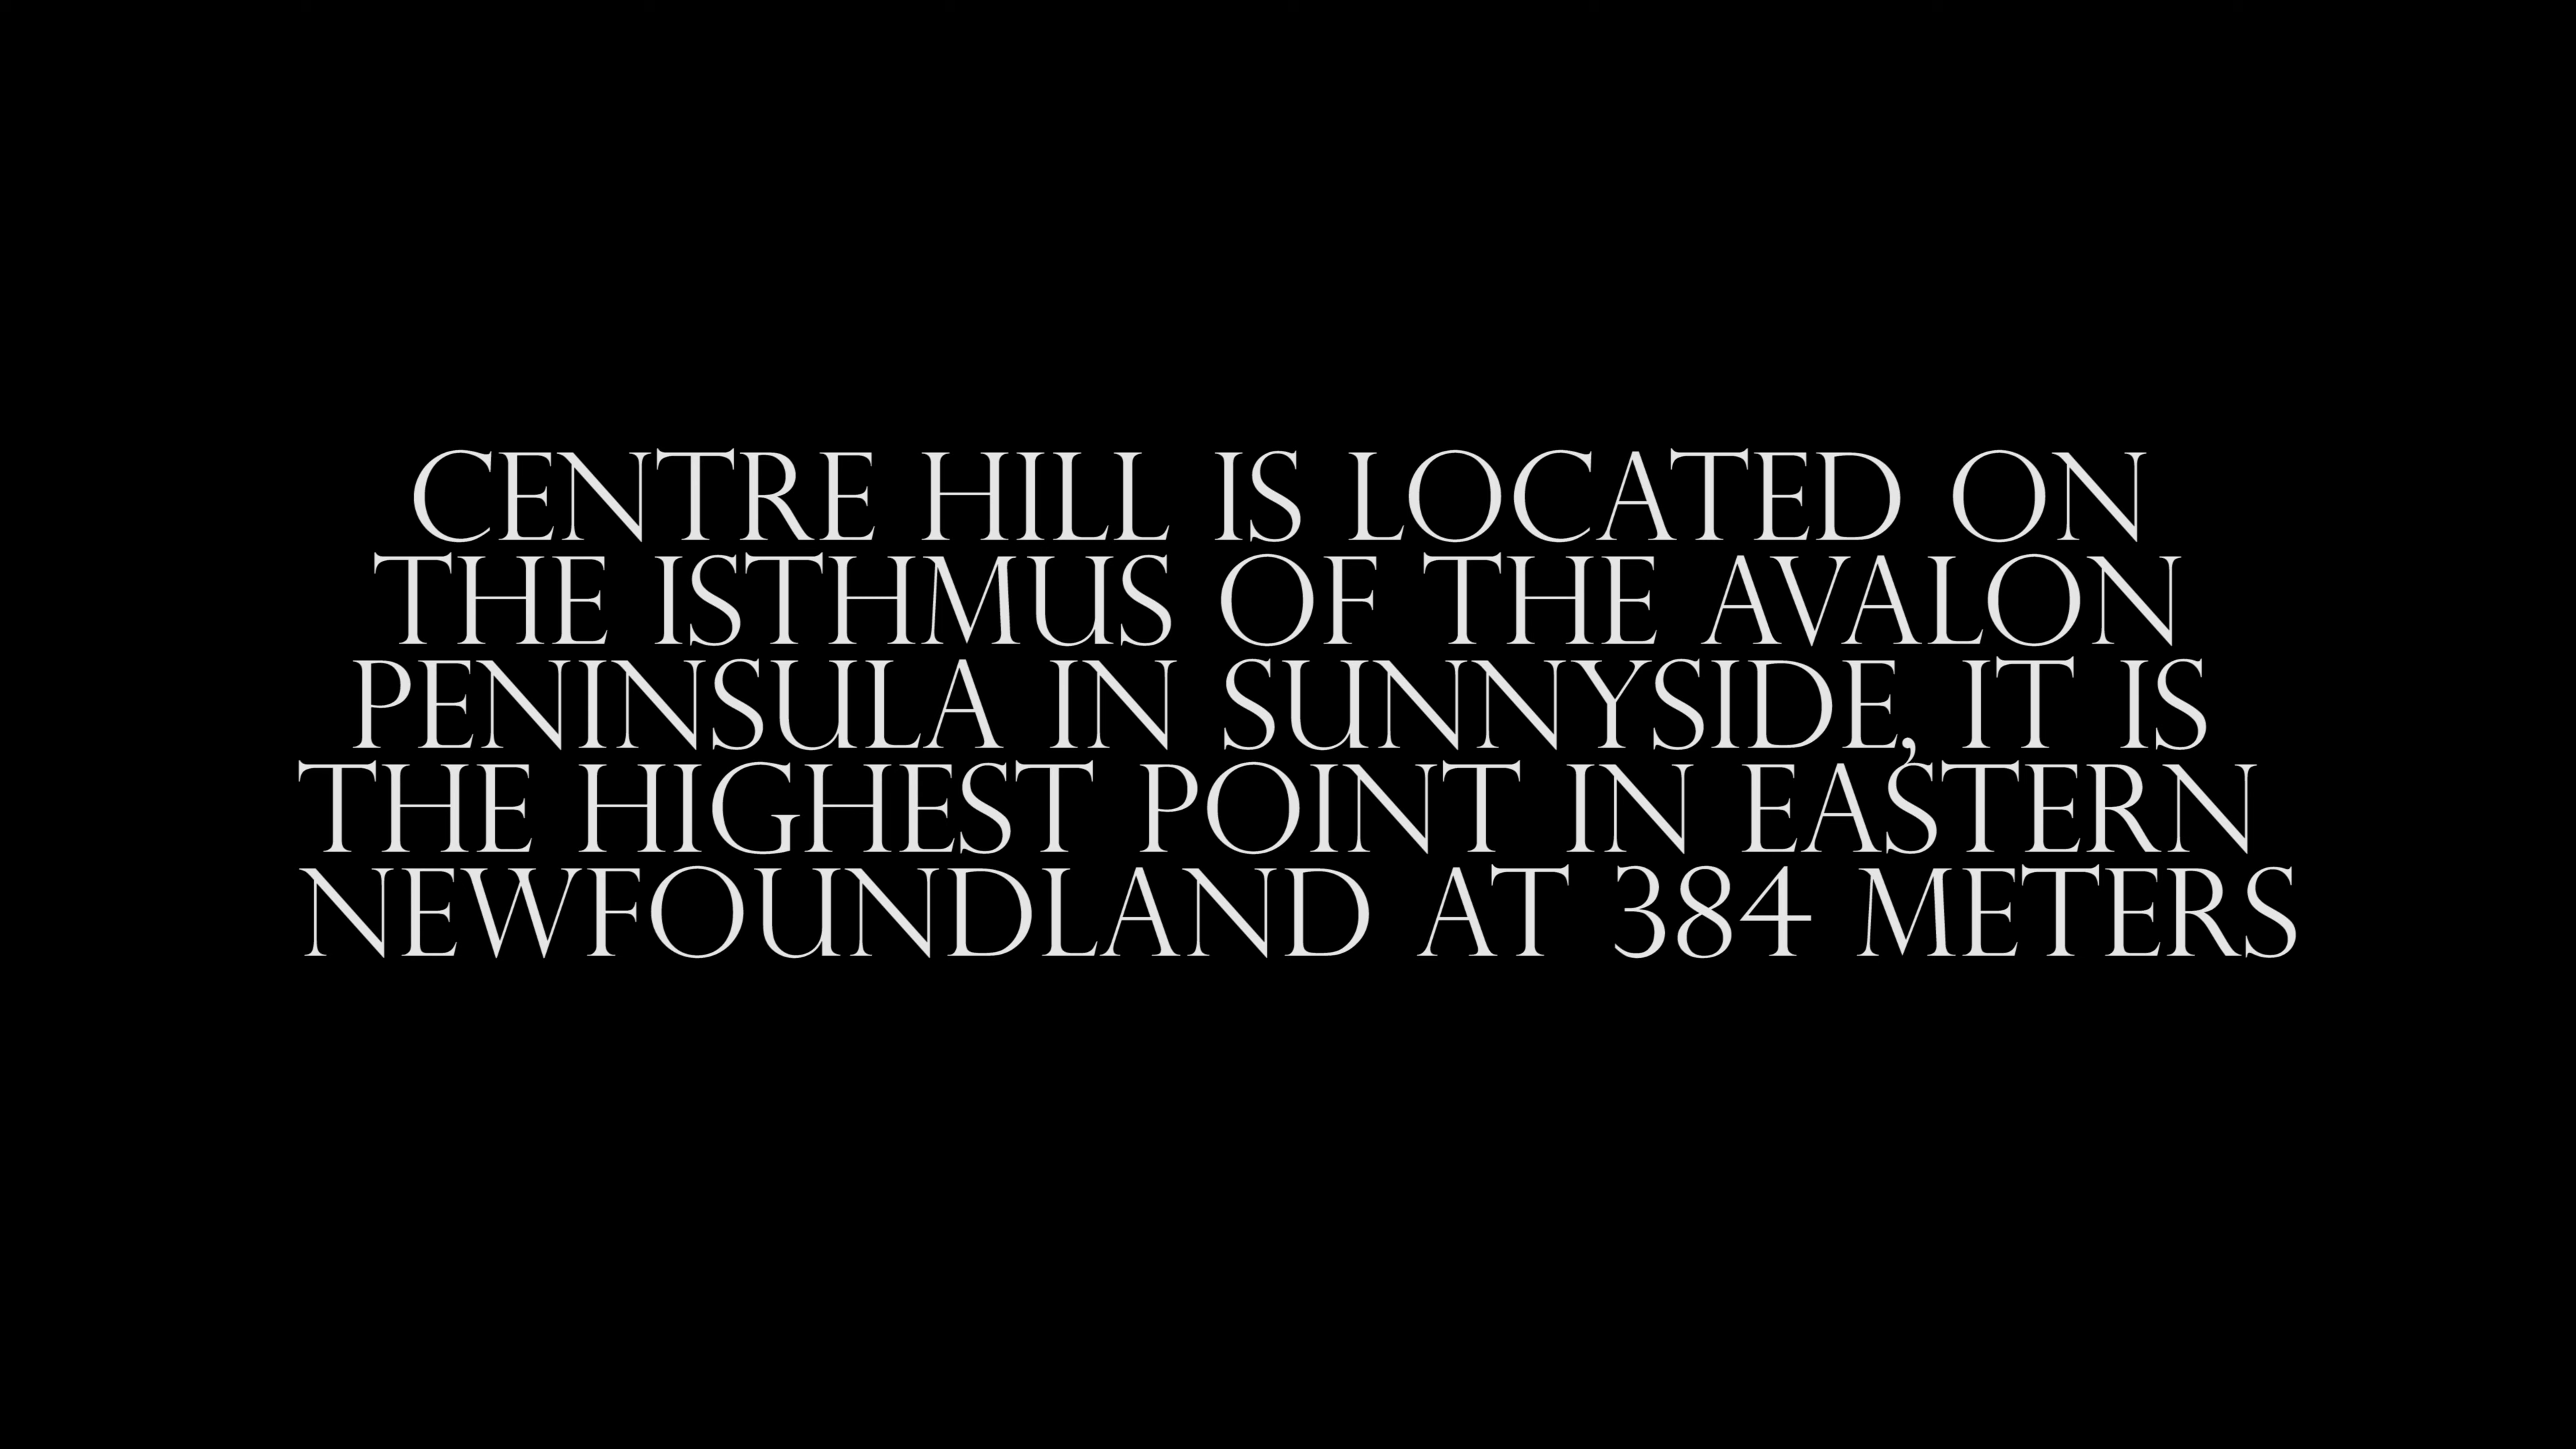 CENTRE HILL IS LOCATED ON
THE ISTHMUS OF THE AVALON
PENINSULA IN SUNNYSIDE, IT IS
THE HIGHEST POINT IN EASTERN
NEWFOUNDLAND AT 384 METERS